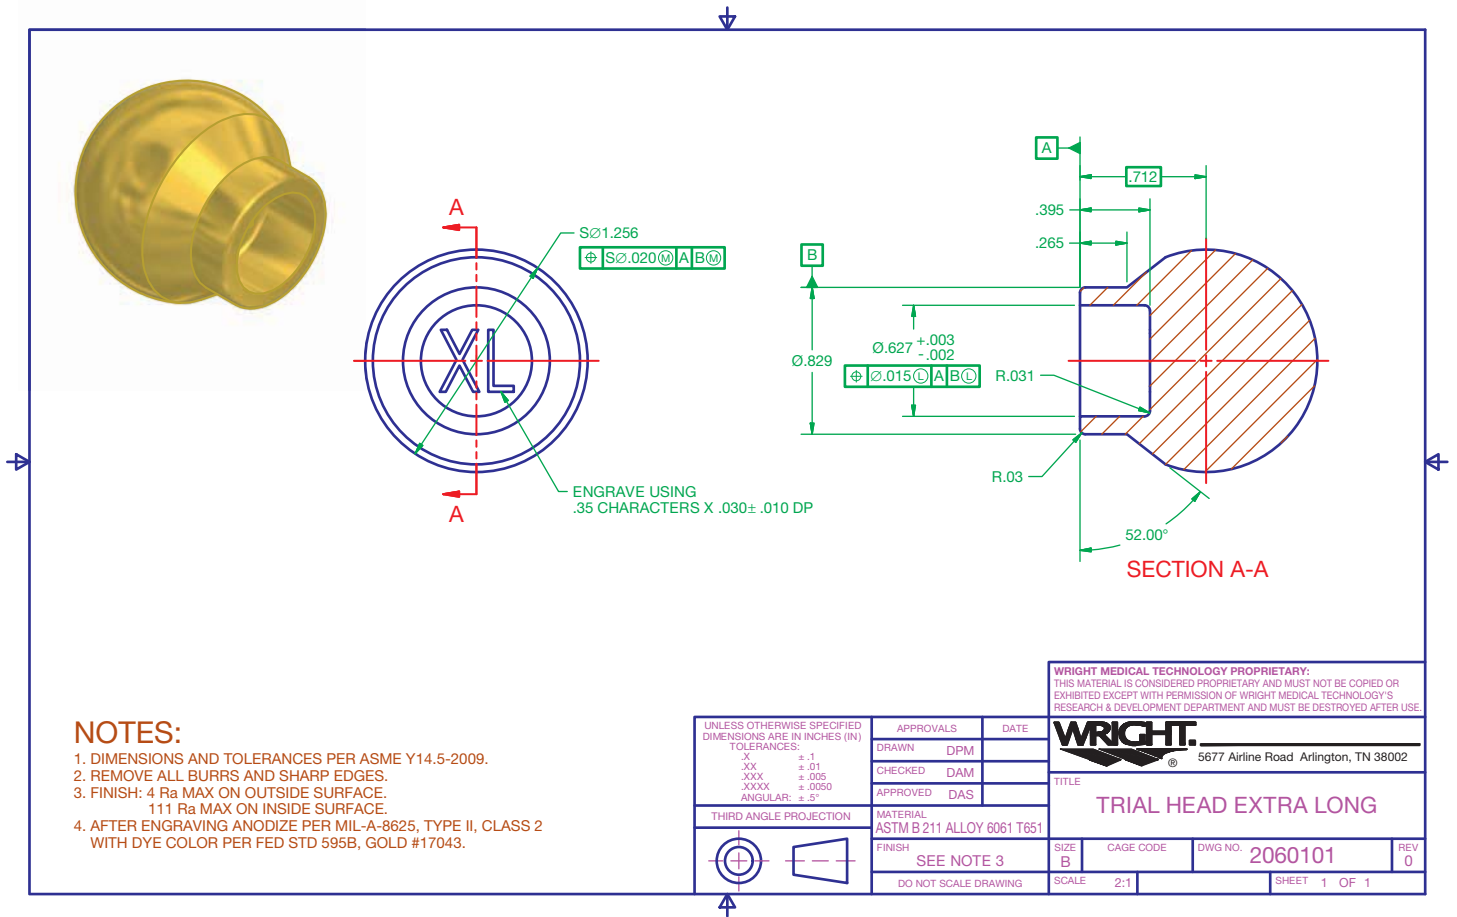 A
A
SØ1.256
⌖ SØ.020Ⓜ A BⓂ
XL
ENGRAVE USING
.35 CHARACTERS X .030± .010 DP
A
.712
.395
.265
B
Ø.829
Ø.627 +.003
-.002
⌖ Ø.015Ⓛ A BⓁ
R.031
R.03
52.00°
SECTION A-A
NOTES:
1. DIMENSIONS AND TOLERANCES PER ASME Y14.5-2009.
2. REMOVE ALL BURRS AND SHARP EDGES.
3. FINISH: 4 Ra MAX ON OUTSIDE SURFACE.
111 Ra MAX ON INSIDE SURFACE.
4. AFTER ENGRAVING ANODIZE PER MIL-A-8625, TYPE II, CLASS 2
WITH DYE COLOR PER FED STD 595B, GOLD #17043.
UNLESS OTHERWISE SPECIFIED
DIMENSIONS ARE IN INCHES (IN)
TOLERANCES:
.X ± .1
.XX ± .01
.XXX ± .005
.XXXX ± .0050
ANGULAR: ± .5°
THIRD ANGLE PROJECTION
APPROVALS DATE
DRAWN DPM
CHECKED DAM
APPROVED DAS
MATERIAL
ASTM B 211 ALLOY 6061 T651
FINISH
SEE NOTE 3
DO NOT SCALE DRAWING
WRIGHT MEDICAL TECHNOLOGY PROPRIETARY:
THIS MATERIAL IS CONSIDERED PROPRIETARY AND MUST NOT BE COPIED OR
EXHIBITED EXCEPT WITH PERMISSION OF WRIGHT MEDICAL TECHNOLOGY'S
RESEARCH & DEVELOPMENT DEPARTMENT AND MUST BE DESTROYED AFTER USE.
WRIGHT.
®
5677 Airline Road Arlington, TN 38002
TITLE
TRIAL HEAD EXTRA LONG
SIZE CAGE CODE DWG NO. REV
B 2060101 0
SCALE 2:1 SHEET 1 OF 1